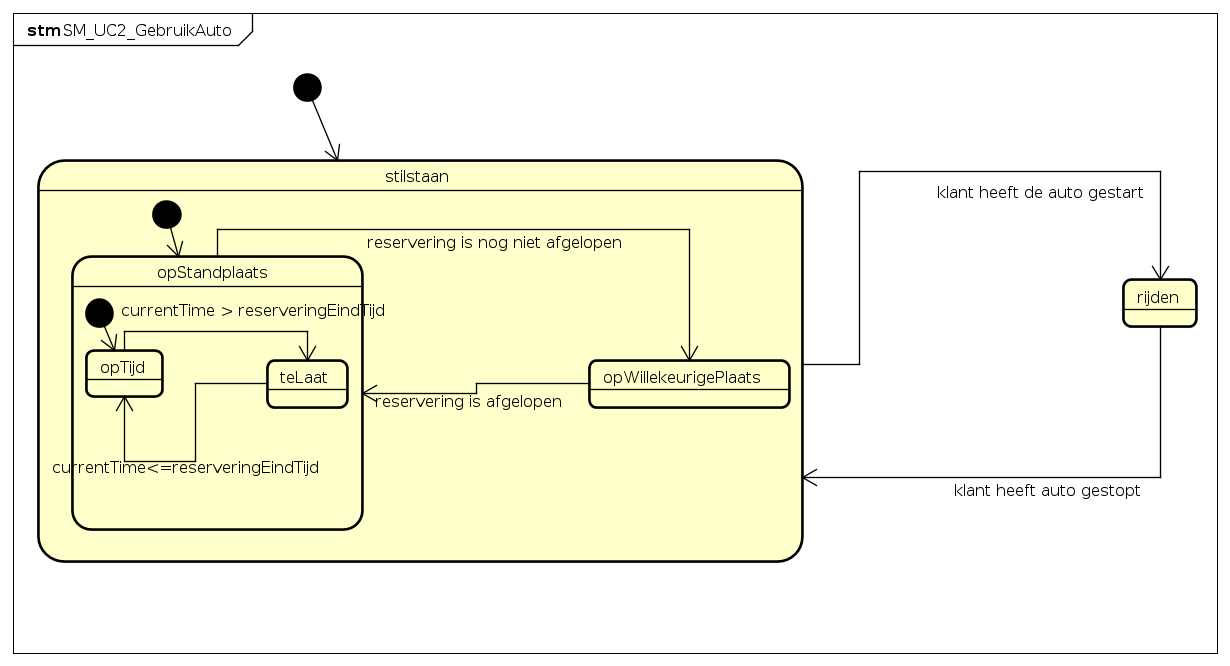 stm SM_UC2_GebruikAuto
stilstaan
klant heeft de auto gestart
reservering is nog niet afgelopen
opStandplaats
rijden
currentTime > reserveringEindTijd
opTijd
teLaat
opWillekeurigePlaats
reservering is afgelopen
currentTime<=reserveringEindTijd
klant heeft auto gestopt